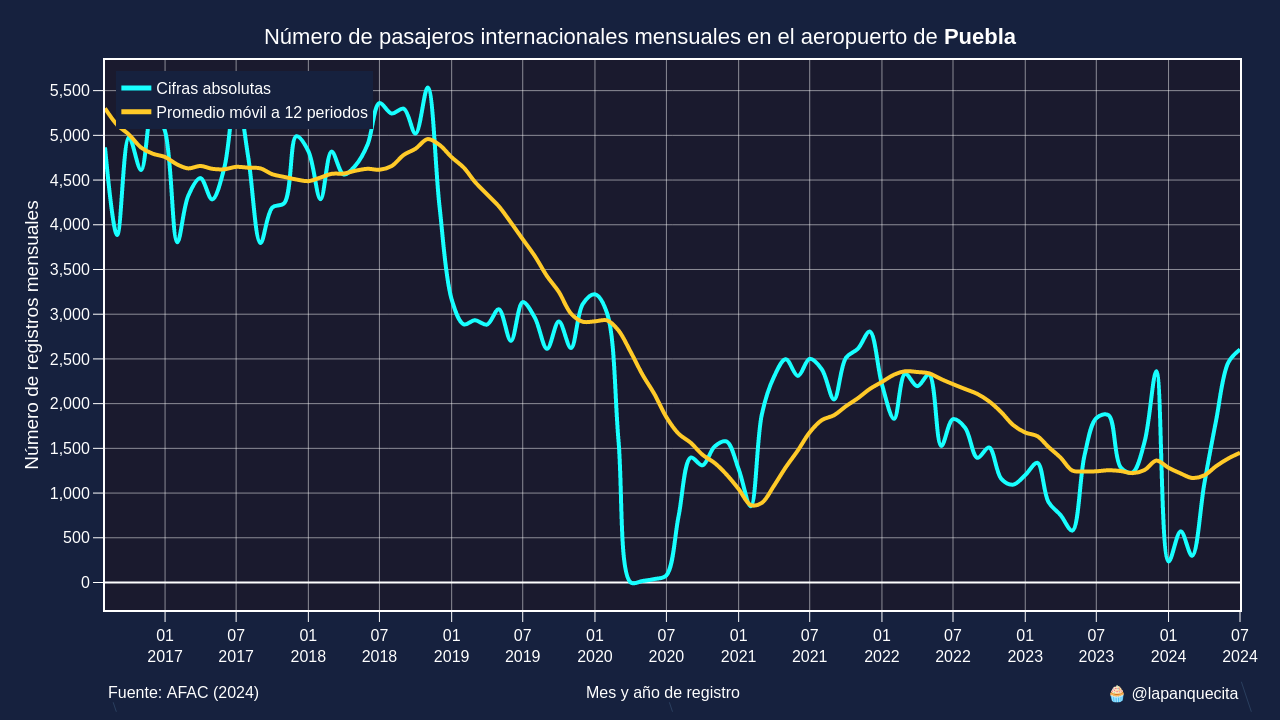 Número de pasajeros internacionales mensuales en el aeropuerto de Puebla
Cifras absolutas
Promedio móvil a 12 periodos
Número de registros mensuales
5,500
5,000
4,500
4,000
3,500
3,000
2,500
2,000
1,500
1,000
500
0
01 07 01 07 01 07 01 07 01 07 01 07 01 07 01 07
2017 2017 2018 2018 2019 2019 2020 2020 2021 2021 2022 2022 2023 2023 2024 2024
Fuente: AFAC (2024) Mes y año de registro 🧁 @lapanquecita